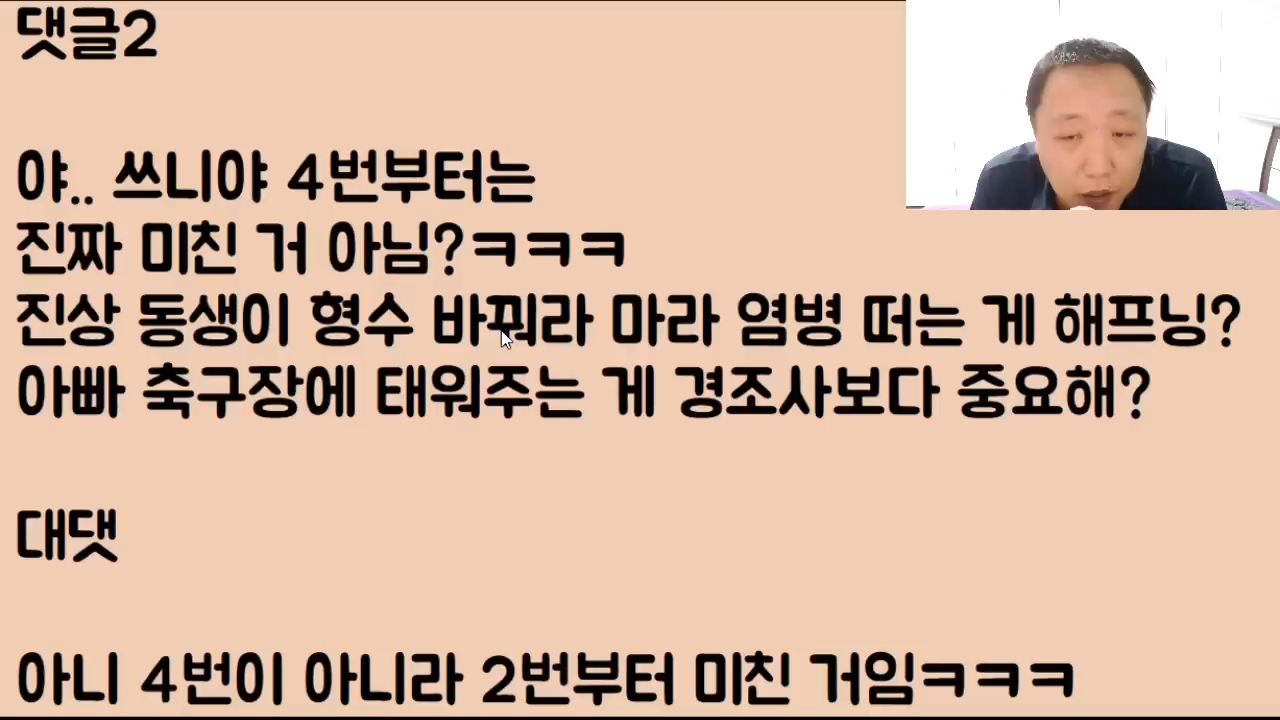 댓글2
야.. 쓰니야 4번부터는
진짜 미친 거 아님?ㅋㅋㅋ
진상 동생이 형수 바꿔라 마라 염병 떠는 게 해프닝?
아빠 축구장에 태워주는 게 경조사보다 중요해?
대댓
아니 4번이 아니라 2번부터 미친 거임ㅋㅋㅋ